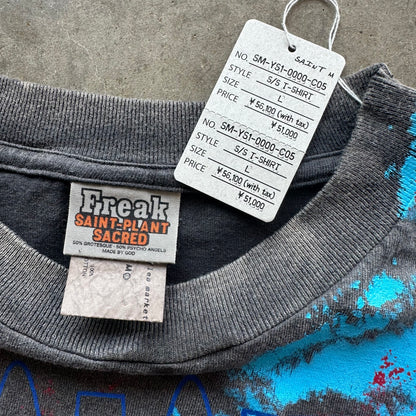 SAINT M
NO. SM-YS1-0000-C05
STYLE S/S T-SHIRT
SIZE L
PRICE ¥56,100 (with tax)
¥51,000
NO. SM-YS1-0000-C05
STYLE S/S T-SHIRT
SIZE L
PRICE ¥56,100 (with tax)
¥51,000
Freak
SAINT-PLANT
SACRED
50% GROTESQUE · 50% PSYCHO ANGELS
MADE BY GOD
M
market